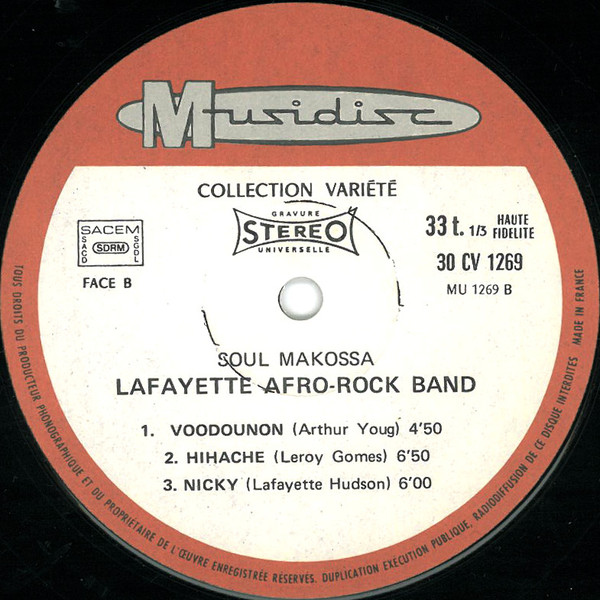 Musidisc
COLLECTION VARIÉTÉ
GRAVURE
STEREO
UNIVERSELLE
SACEM
SACD
SDRM
SGDL
FACE B
33 t. 1/3 HAUTE FIDELITE
30 CV 1269
MU 1269 B
SOUL MAKOSSA
LAFAYETTE AFRO-ROCK BAND
1. VOODOUNON (Arthur Youg) 4'50
2. HIHACHE (Leroy Gomes) 6'50
3. NICKY (Lafayette Hudson) 6'00
TOUS DROITS DU PRODUCTEUR PHONOGRAPHIQUE ET DU PROPRIETAIRE DE L'ŒUVRE ENREGISTRÉE RÉSERVÉS. DUPLICATION EXÉCUTION PUBLIQUE, RADIODIFFUSION DE CE DISQUE INTERDITES MADE IN FRANCE